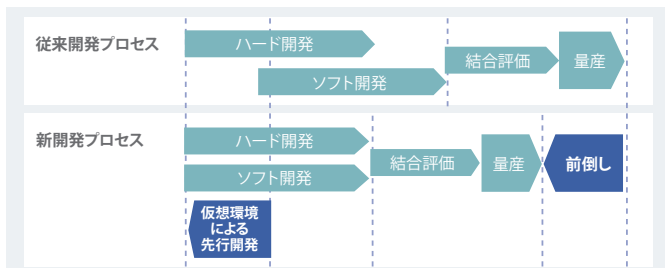 従来開発プロセス
ハード開発
ソフト開発
結合評価
量産
新開発プロセス
ハード開発
ソフト開発
結合評価
量産
前倒し
仮想環境
による
先行開発